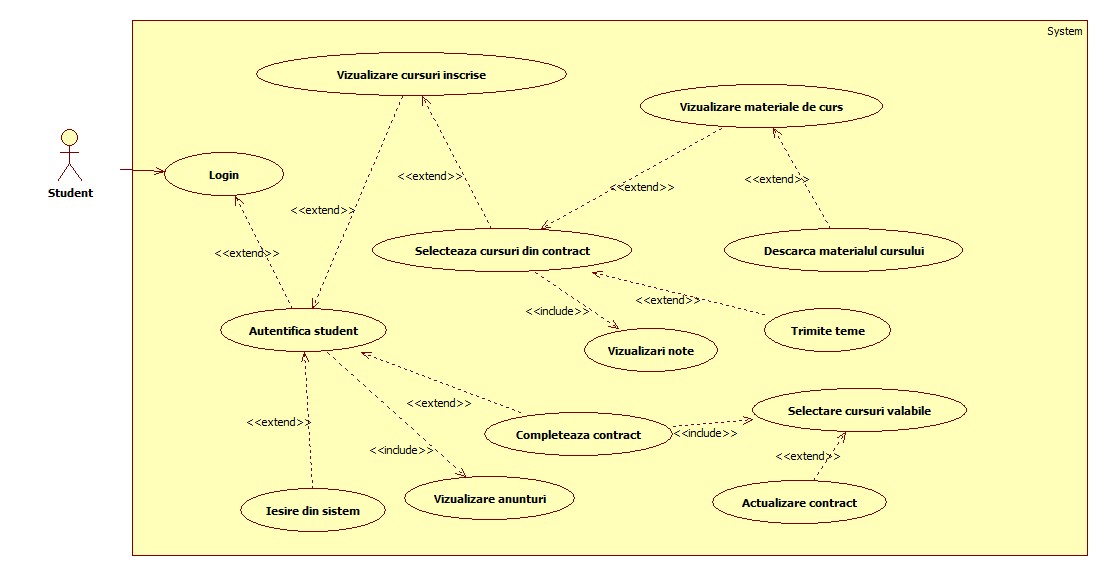 System
Vizualizare cursuri inscrise
Vizualizare materiale de curs
Student
Login
<<extend>>
<<extend>>
<<extend>>
<<extend>>
<<extend>>
Selecteaza cursuri din contract
Descarca materialul cursului
<<extend>>
<<include>>
<<extend>>
Autentifica student
Trimite teme
Vizualizari note
<<extend>>
Selectare cursuri valabile
<<extend>>
Completeaza contract
<<include>>
<<include>>
<<extend>>
Vizualizare anunturi
Actualizare contract
Iesire din sistem